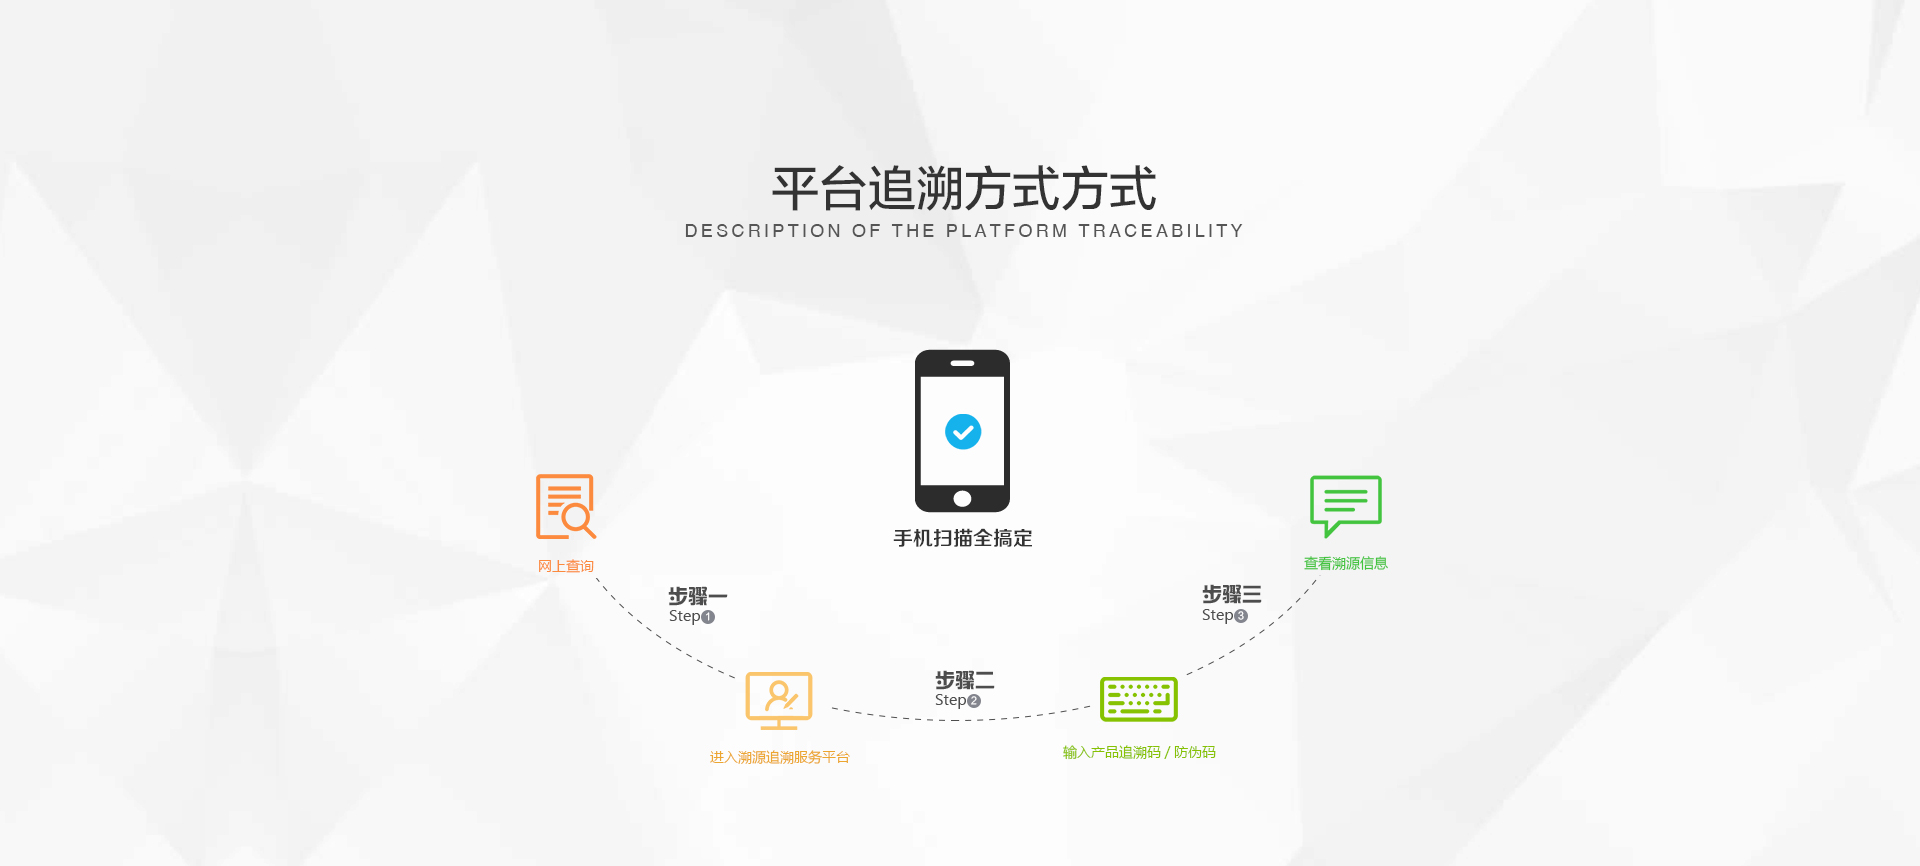 平台追溯方式方式
DESCRIPTION OF THE PLATFORM TRACEABILITY
手机扫描全搞定
网上查询
步骤一
Step1
进入溯源追溯服务平台
步骤二
Step2
输入产品追溯码 / 防伪码
步骤三
Step3
查看溯源信息